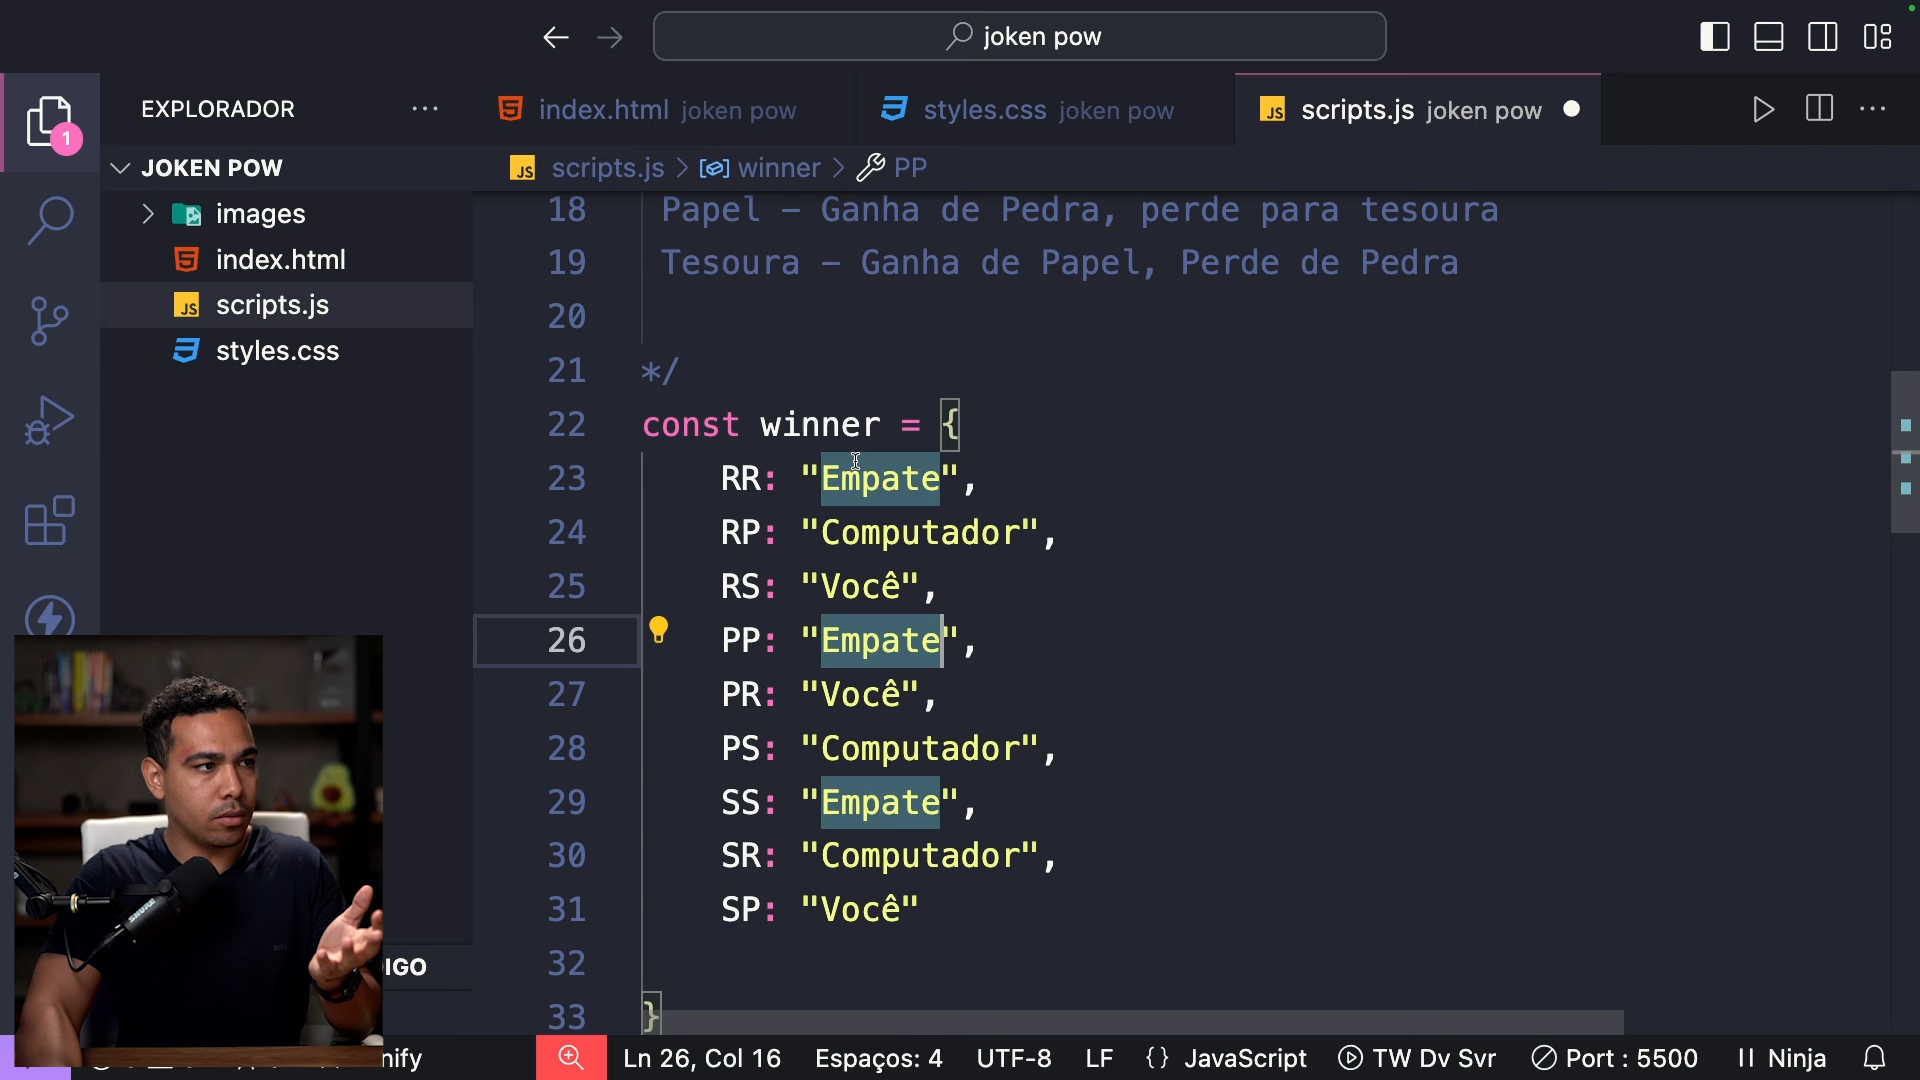 joken pow
EXPLORADOR
index.html joken pow
styles.css joken pow
scripts.js joken pow
1
JOKEN POW
scripts.js > winner > PP
images
index.html
scripts.js
styles.css
18 Papel – Ganha de Pedra, perde para tesoura
19 Tesoura – Ganha de Papel, Perde de Pedra
20
21 */
22 const winner = {
23 RR: "Empate",
24 RP: "Computador",
25 RS: "Você",
26 PP: "Empate",
27 PR: "Você",
28 PS: "Computador",
29 SS: "Empate",
30 SR: "Computador",
31 SP: "Você"
32
33 }
SHURE
IGO
nify
Ln 26, Col 16 Espaços: 4 UTF-8 LF {} JavaScript TW Dv Svr Port : 5500 Ninja